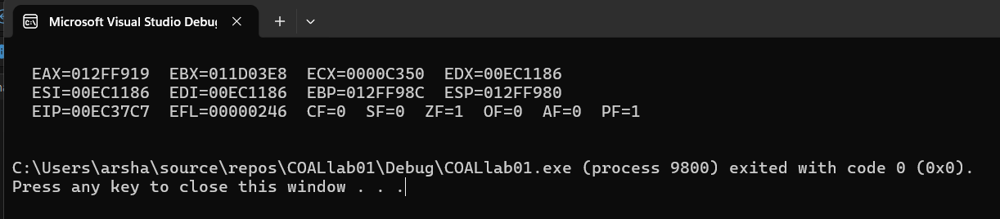 Microsoft Visual Studio Debug
EAX=012FF919  EBX=011D03E8  ECX=0000C350  EDX=00EC1186
ESI=00EC1186  EDI=00EC1186  EBP=012FF98C  ESP=012FF980
EIP=00EC37C7  EFL=00000246  CF=0  SF=0  ZF=1  OF=0  AF=0  PF=1
C:\Users\arsha\source\repos\COALlab01\Debug\COALlab01.exe (process 9800) exited with code 0 (0x0).
Press any key to close this window . . .